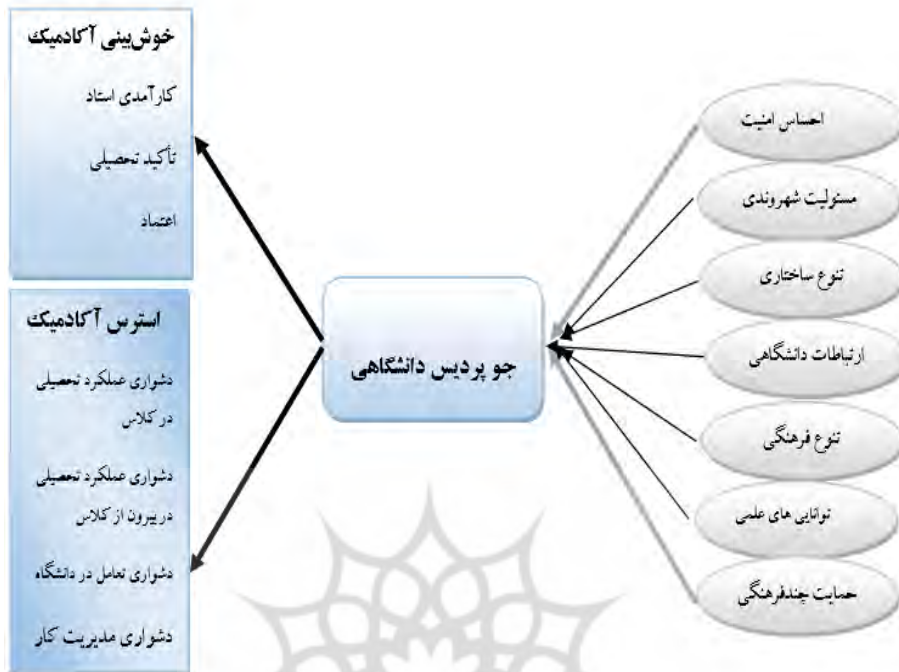 احساس امنیت
مسئولیت شهروندی
تنوع ساختاری
ارتباطات دانشگاهی
تنوع فرهنگی
توانایی های علمی
حمایت چندفرهنگی
جو پردیس دانشگاهی
خوش‌بینی آکادمیک
کارآمدی استاد
تأکید تحصیلی
اعتماد
استرس آکادمیک
دشواری عملکرد تحصیلی
در کلاس
دشواری عملکرد تحصیلی
در بیرون از کلاس
دشواری تعامل در دانشگاه
دشواری مدیریت کار